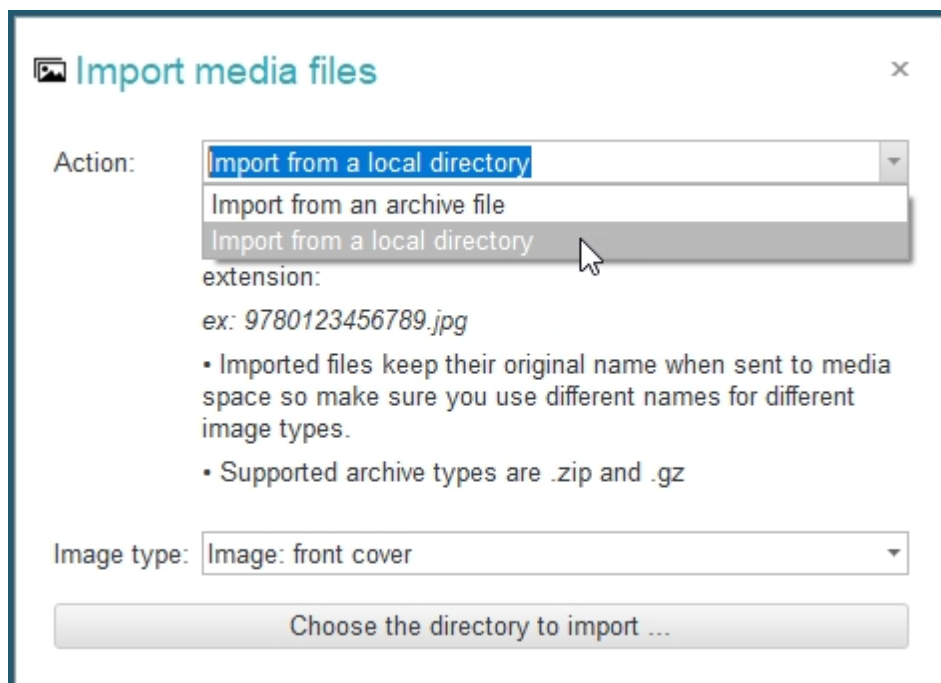 Import media files
×
Action:
Import from a local directory
Import from an archive file
Import from a local directory
extension:
ex: 9780123456789.jpg
• Imported files keep their original name when sent to media
space so make sure you use different names for different
image types.
• Supported archive types are .zip and .gz
Image type:
Image: front cover
Choose the directory to import ...